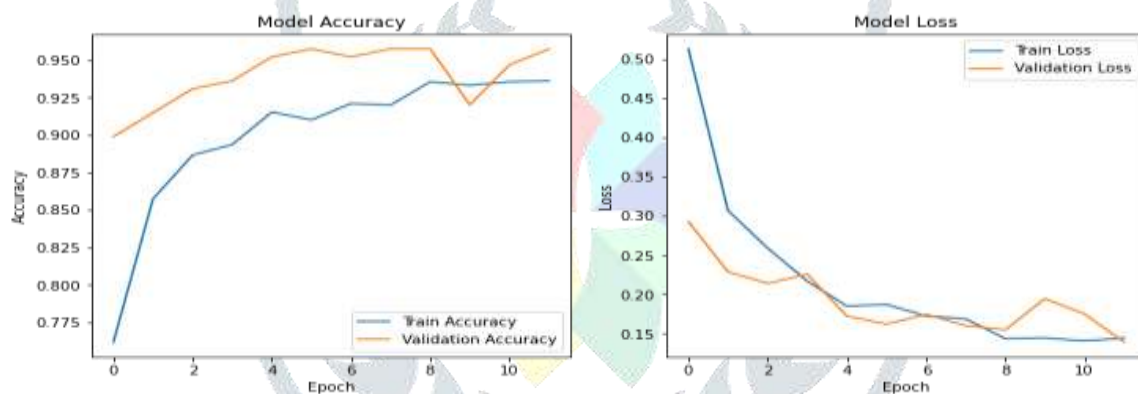 Model Accuracy
0.950
0.925
0.900
0.875
0.850
0.825
0.800
0.775
Accuracy
Train Accuracy
Validation Accuracy
0 2 4 6 8 10
Epoch
Model Loss
0.50
0.45
0.40
0.35
0.30
0.25
0.20
0.15
Loss
Train Loss
Validation Loss
0 2 4 6 8 10
Epoch